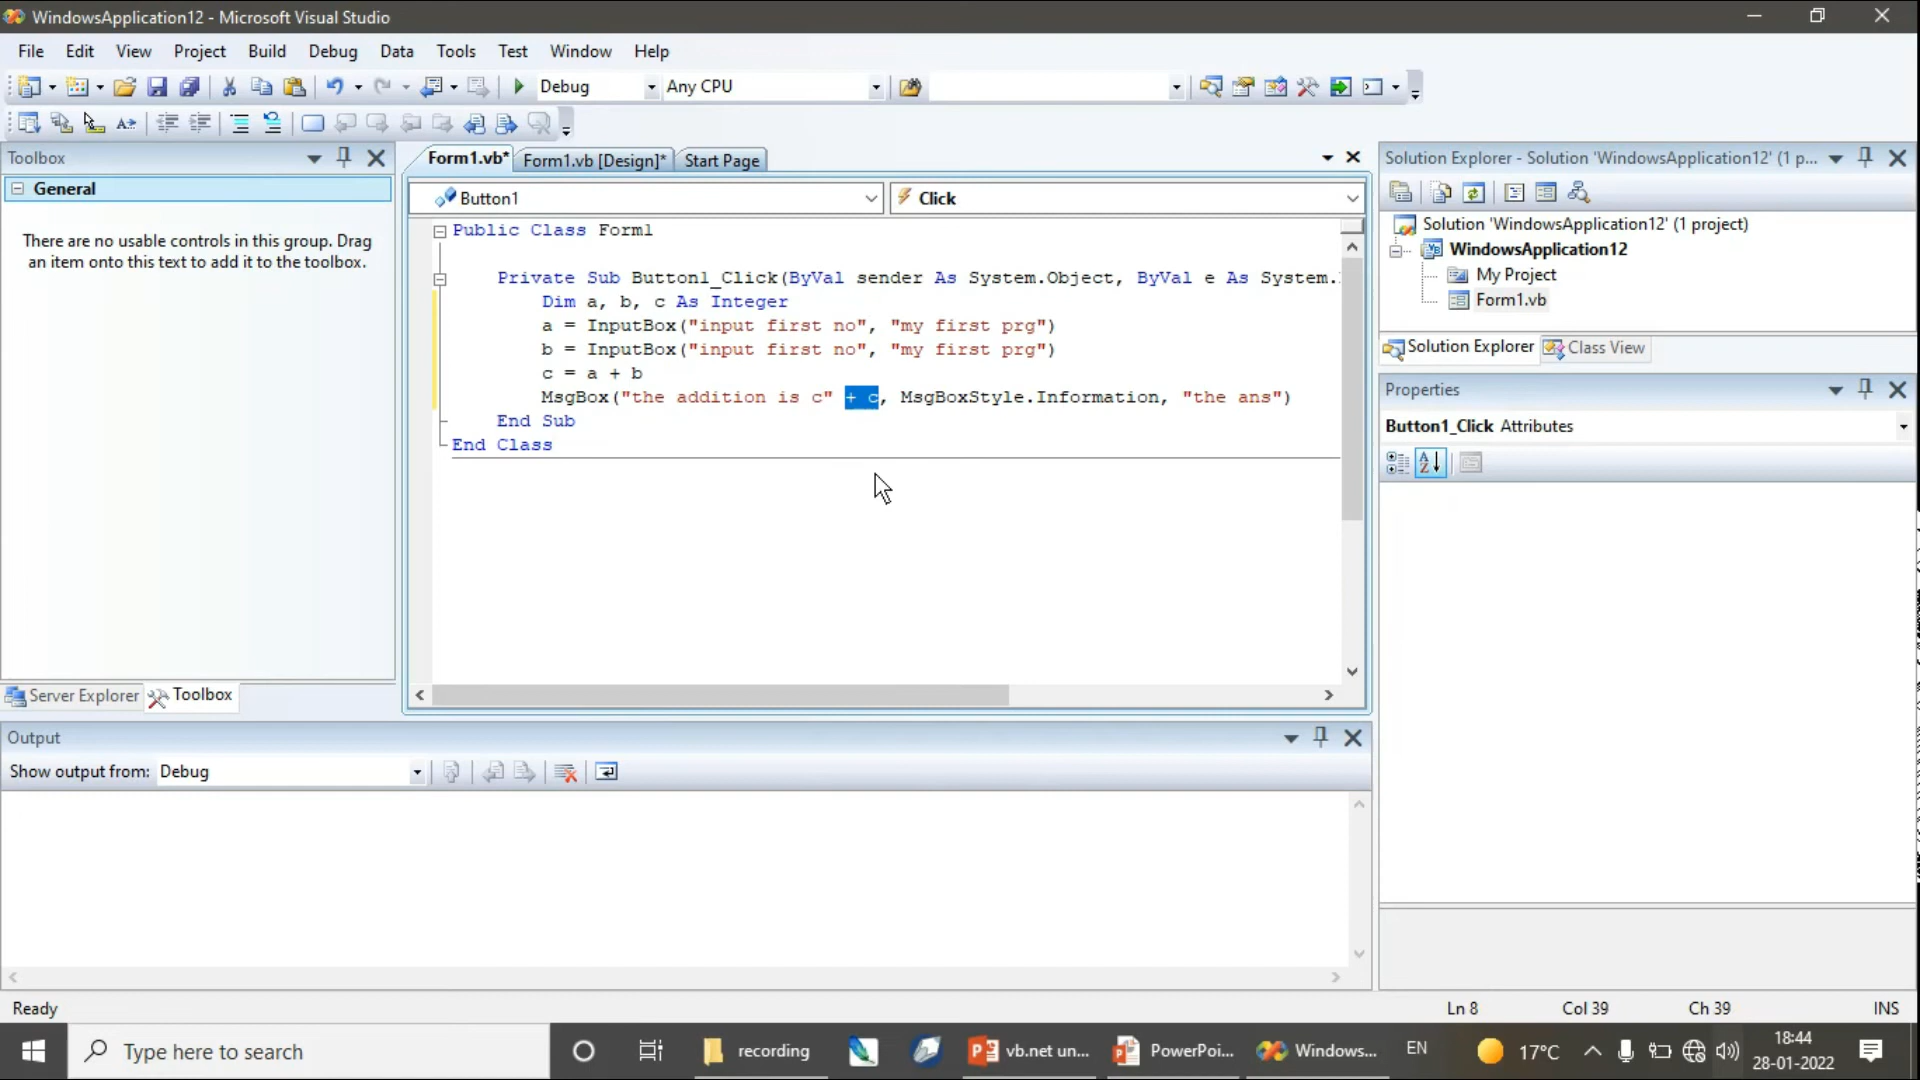 WindowsApplication12 - Microsoft Visual Studio
File Edit View Project Build Debug Data Tools Test Window Help
Debug Any CPU
Toolbox
General
There are no usable controls in this group. Drag
an item onto this text to add it to the toolbox.
Server Explorer Toolbox
Form1.vb* Form1.vb [Design]* Start Page
Button1 Click
Public Class Form1
Private Sub Button1_Click(ByVal sender As System.Object, ByVal e As System.
Dim a, b, c As Integer
a = InputBox("input first no", "my first prg")
b = InputBox("input first no", "my first prg")
c = a + b
MsgBox("the addition is c" + c, MsgBoxStyle.Information, "the ans")
End Sub
End Class
Solution Explorer - Solution 'WindowsApplication12' (1 p...
Solution 'WindowsApplication12' (1 project)
WindowsApplication12
My Project
Form1.vb
Solution Explorer Class View
Properties
Button1_Click Attributes
Output
Show output from: Debug
Ready Ln 8 Col 39 Ch 39 INS
Type here to search recording vb.net un... PowerPoi... Windows... EN 17°C 18:44
28-01-2022